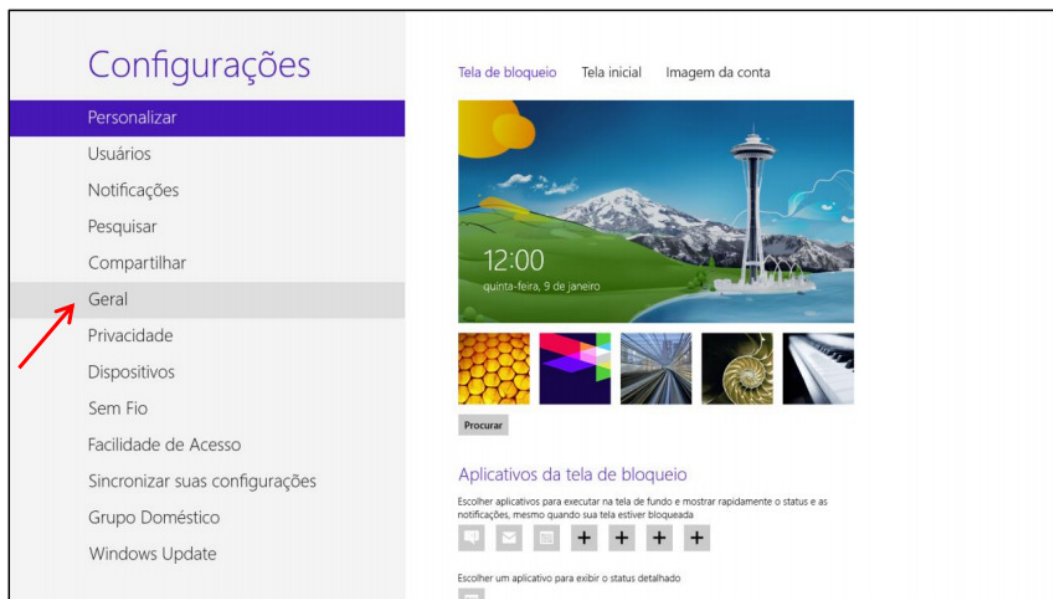 Configurações
Personalizar
Usuários
Notificações
Pesquisar
Compartilhar
Geral
Privacidade
Dispositivos
Sem Fio
Facilidade de Acesso
Sincronizar suas configurações
Grupo Doméstico
Windows Update
Tela de bloqueio Tela inicial Imagem da conta
12:00
quinta-feira, 9 de janeiro
Procurar
Aplicativos da tela de bloqueio
Escolher aplicativos para executar na tela de fundo e mostrar rapidamente o status e as
notificações, mesmo quando sua tela estiver bloqueada
Escolher um aplicativo para exibir o status detalhado